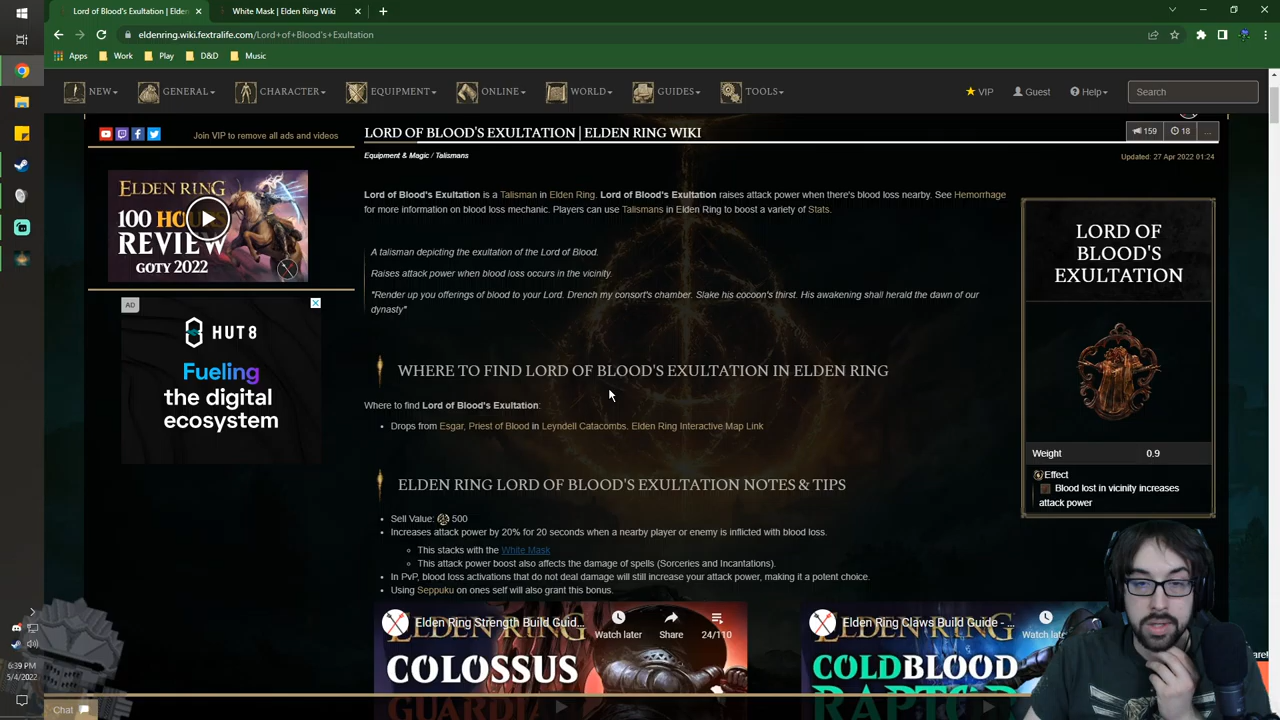 Lord of Blood's Exultation | Elde
White Mask | Elden Ring Wiki
eldenring.wiki.fextralife.com/Lord+of+Blood's+Exultation
Apps Work Play D&D Music
NEW GENERAL CHARACTER EQUIPMENT ONLINE WORLD GUIDES TOOLS VIP Guest Help Search
Join VIP to remove all ads and videos
LORD OF BLOOD'S EXULTATION | ELDEN RING WIKI
159 18 ...
Equipment & Magic / Talismans
Updated: 27 Apr 2022 01:24
Lord of Blood's Exultation is a Talisman in Elden Ring. Lord of Blood's Exultation raises attack power when there's blood loss nearby. See Hemorrhage
for more information on blood loss mechanic. Players can use Talismans in Elden Ring to boost a variety of Stats.
A talisman depicting the exultation of the Lord of Blood.
Raises attack power when blood loss occurs in the vicinity.
"Render up you offerings of blood to your Lord. Drench my consort's chamber. Slake his cocoon's thirst. His awakening shall herald the dawn of our
dynasty"
WHERE TO FIND LORD OF BLOOD'S EXULTATION IN ELDEN RING
Where to find Lord of Blood's Exultation:
Drops from Esgar, Priest of Blood in Leyndell Catacombs. Elden Ring Interactive Map Link
ELDEN RING LORD OF BLOOD'S EXULTATION NOTES & TIPS
Sell Value: 500
Increases attack power by 20% for 20 seconds when a nearby player or enemy is inflicted with blood loss.
This stacks with the White Mask
This attack power boost also affects the damage of spells (Sorceries and Incantations).
In PvP, blood loss activations that do not deal damage will still increase your attack power, making it a potent choice.
Using Seppuku on ones self will also grant this bonus.
ELDEN RING
100 HOURS
REVIEW
GOTY 2022
AD
HUT8
Fueling
the digital
ecosystem
LORD OF
BLOOD'S
EXULTATION
Weight 0.9
Effect
Blood lost in vicinity increases
attack power
Elden Ring Strength Build Guid...
Watch later Share 24/110
COLOSSUS
Elden Ring Claws Build Guide - ...
Watch late
COLDBLOOD
RAPTOR
6:39 PM
5/4/2022
Chat